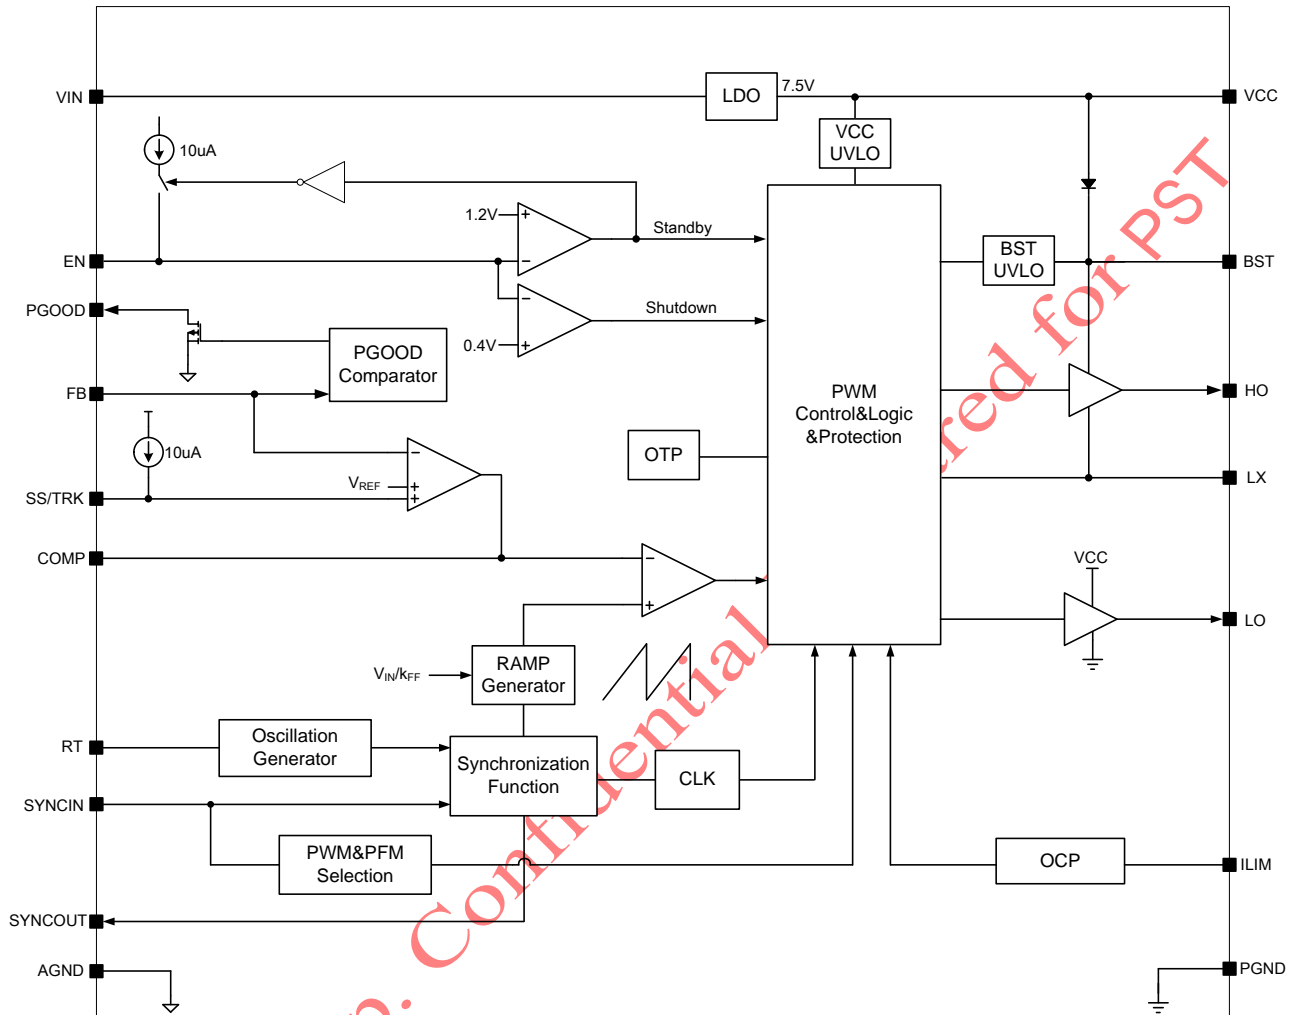 VIN
LDO
7.5V
VCC
VCC
UVLO
10uA
1.2V
+
Standby
EN
−
BST
UVLO
BST
PGOOD
−
Shutdown
0.4V
+
PGOOD
Comparator
FB
PWM
Control&Logic
&Protection
HO
10uA
OTP
−
VREF
+
SS/TRK
+
LX
COMP
−
+
VCC
LO
VIN/kFF
RAMP
Generator
RT
Oscillation
Generator
Synchronization
Function
CLK
SYNCIN
PWM&PFM
Selection
OCP
ILIM
SYNCOUT
AGND
PGND
Confidential
ared for PST